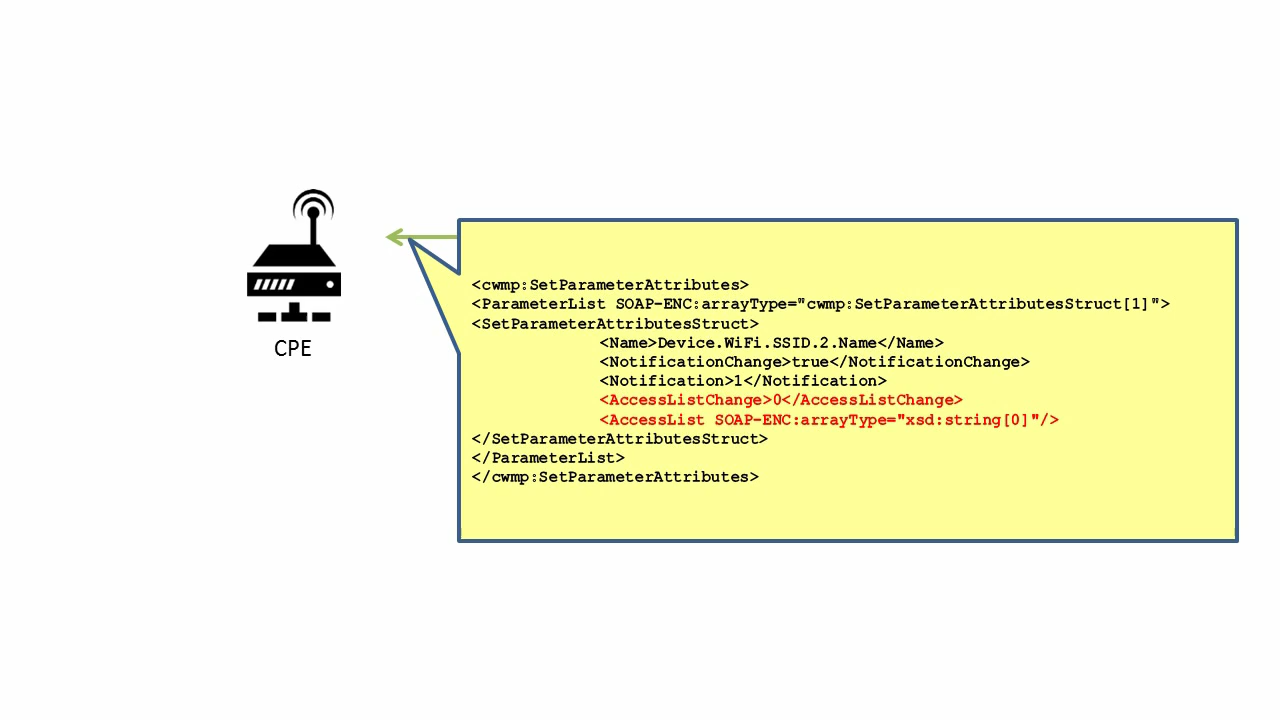 CPE
<cwmp:SetParameterAttributes>
<ParameterList SOAP-ENC:arrayType="cwmp:SetParameterAttributesStruct[1]">
<SetParameterAttributesStruct>
<Name>Device.WiFi.SSID.2.Name</Name>
<NotificationChange>true</NotificationChange>
<Notification>1</Notification>
<AccessListChange>0</AccessListChange>
<AccessList SOAP-ENC:arrayType="xsd:string[0]"/>
</SetParameterAttributesStruct>
</ParameterList>
</cwmp:SetParameterAttributes>